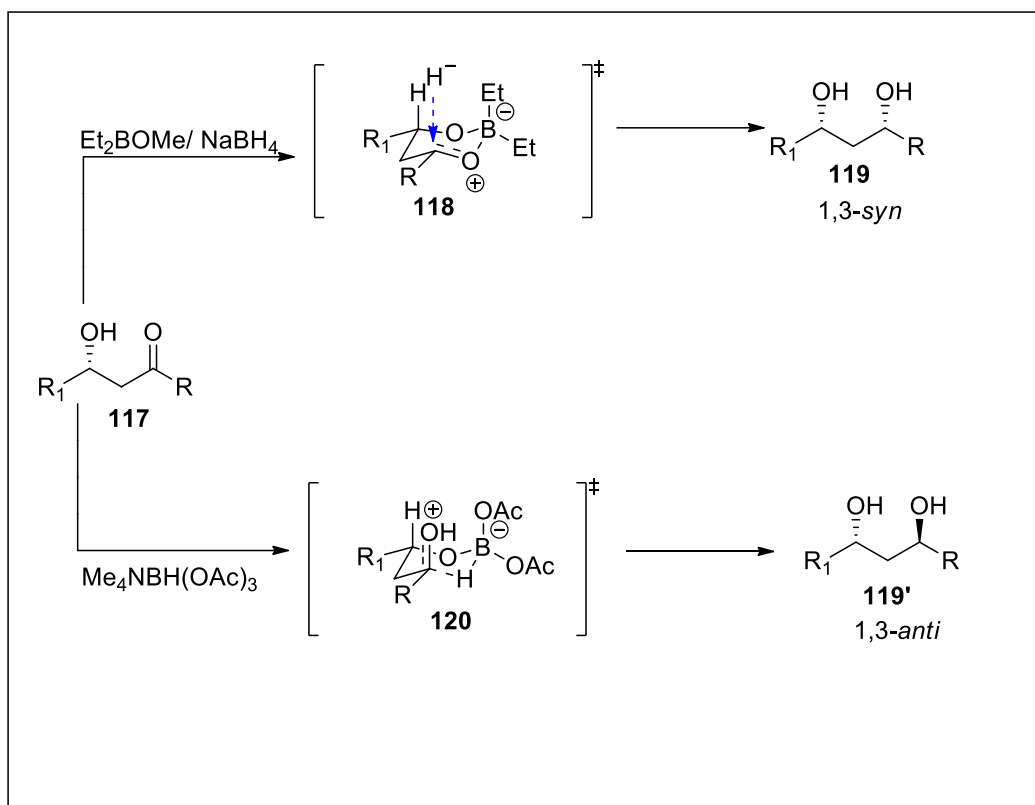 Et2BOMe/ NaBH4
H
H−
R1
R
O
O
⊕
B
⊖
Et
Et
‡
118
OH OH
R1 R
119
1,3-syn
OH O
R1 R
117
Me4NBH(OAc)3
H⊕
OH
R1
R
O
H
B
⊖
OAc
OAc
‡
120
OH OH
R1 R
119'
1,3-anti